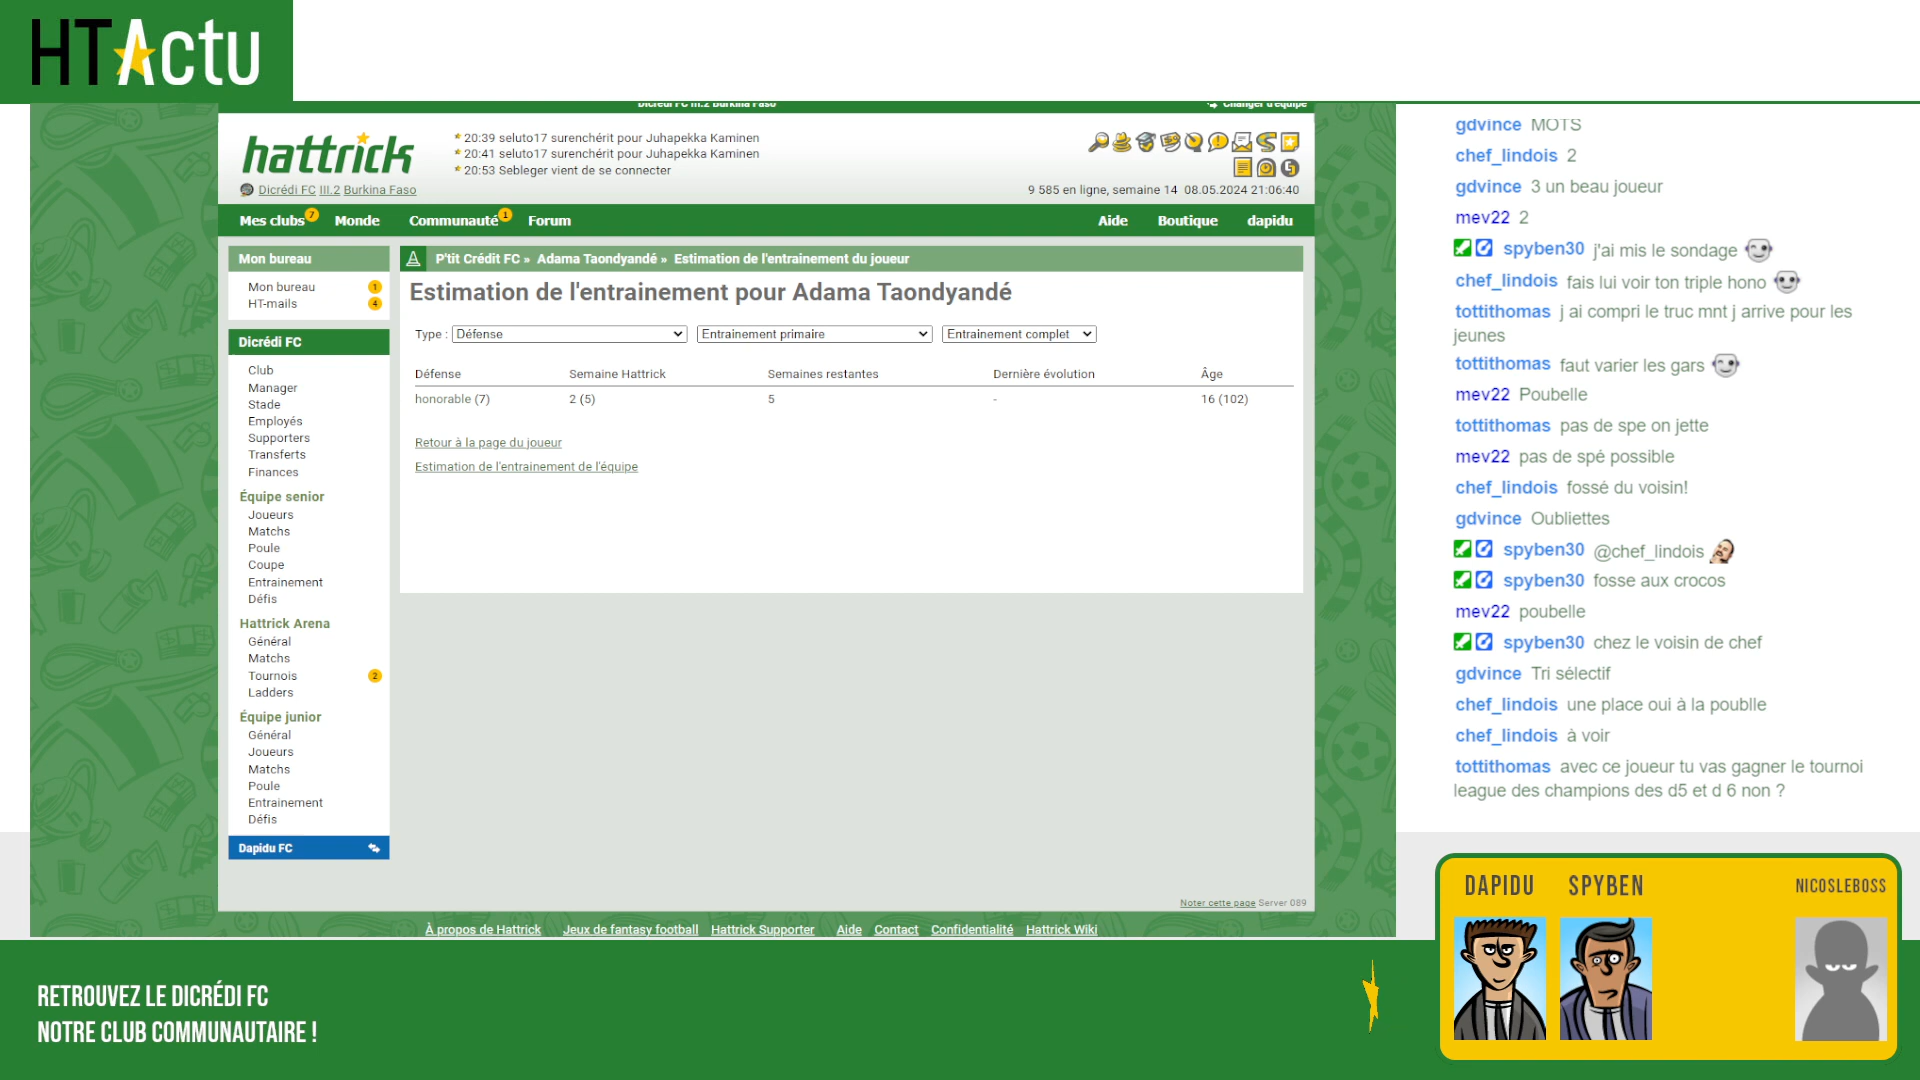 HTActu
Dicrédi FC III.2 Burkina Faso
Changer d'équipe
hattrick
20:39 seluto17 surenchérit pour Juhapekka Kaminen
20:41 seluto17 surenchérit pour Juhapekka Kaminen
20:53 Sebleger vient de se connecter
Dicrédi FC III.2 Burkina Faso
9 585 en ligne, semaine 14 08.05.2024 21:06:40
Mes clubs 7 Monde Communauté 1 Forum Aide Boutique dapidu
Mon bureau
Mon bureau 1
HT-mails 4
Dicrédi FC
Club
Manager
Stade
Employés
Supporters
Transferts
Finances
Équipe senior
Joueurs
Matchs
Poule
Coupe
Entrainement
Défis
Hattrick Arena
Général
Matchs
Tournois 2
Ladders
Équipe junior
Général
Joueurs
Matchs
Poule
Entrainement
Défis
Dapidu FC
P'tit Crédit FC » Adama Taondyandé » Estimation de l'entrainement du joueur
Estimation de l'entrainement pour Adama Taondyandé
Type : Défense Entrainement primaire Entrainement complet
Défense Semaine Hattrick Semaines restantes Dernière évolution Âge
honorable (7) 2 (5) 5 - 16 (102)
Retour à la page du joueur
Estimation de l'entrainement de l'équipe
Noter cette page Server 089
À propos de Hattrick Jeux de fantasy football Hattrick Supporter Aide Contact Confidentialité Hattrick Wiki
gdvince MOTS
chef_lindois 2
gdvince 3 un beau joueur
mev22 2
spyben30 j'ai mis le sondage
chef_lindois fais lui voir ton triple hono
tottithomas j ai compri le truc mnt j arrive pour les
jeunes
tottithomas faut varier les gars
mev22 Poubelle
tottithomas pas de spe on jette
mev22 pas de spé possible
chef_lindois fossé du voisin!
gdvince Oubliettes
spyben30 @chef_lindois
spyben30 fosse aux crocos
mev22 poubelle
spyben30 chez le voisin de chef
gdvince Tri sélectif
chef_lindois une place oui à la poublle
chef_lindois à voir
tottithomas avec ce joueur tu vas gagner le tournoi
league des champions des d5 et d 6 non ?
DAPIDU SPYBEN NICOSLEBOSS
RETROUVEZ LE DICRÉDI FC
NOTRE CLUB COMMUNAUTAIRE !